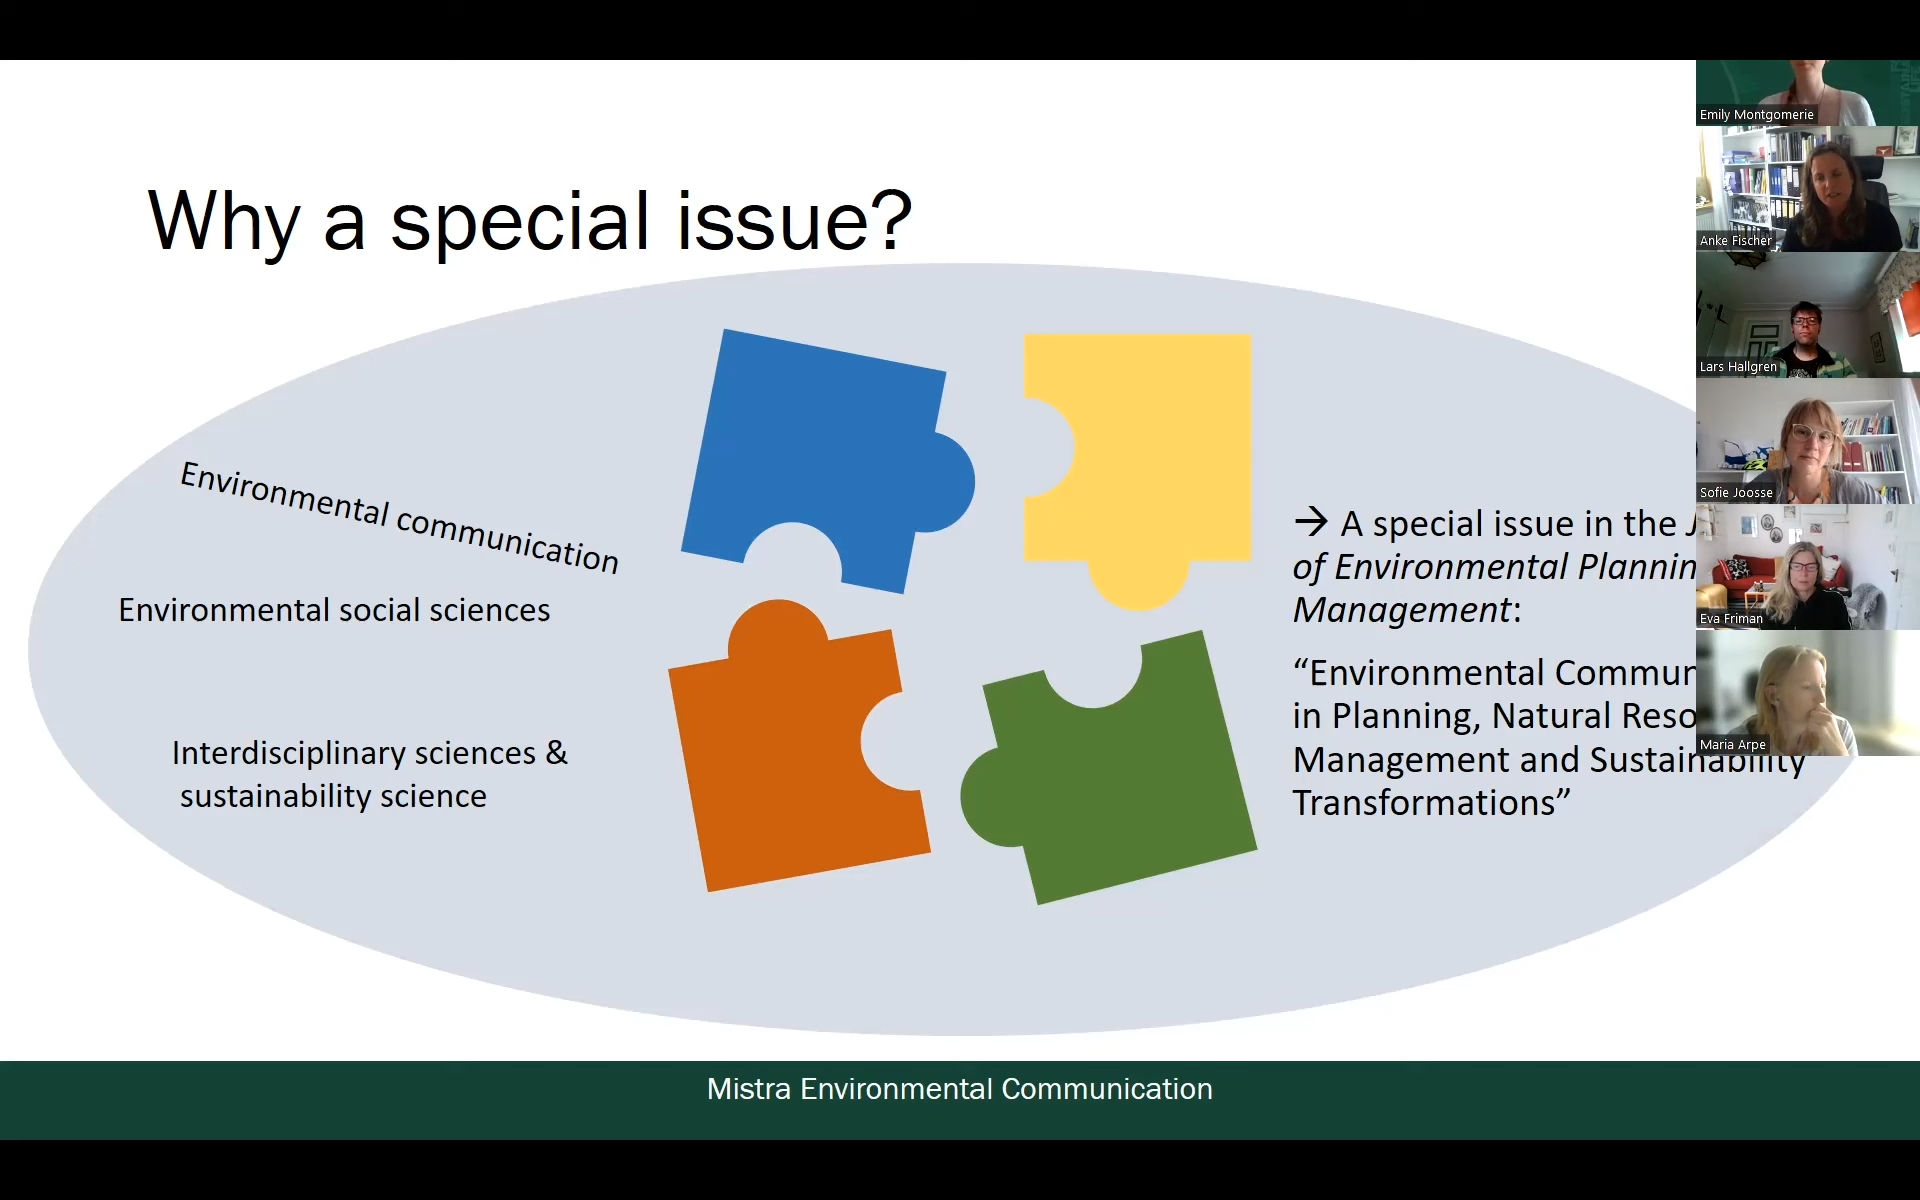 Why a special issue?
Environmental communication
Environmental social sciences
Interdisciplinary sciences &
sustainability science
→ A special issue in the
of Environmental Plannin
Management:
“Environmental Commun
in Planning, Natural Reso
Management and Sustainability
Transformations”
Mistra Environmental Communication
Emily Montgomerie
Anke Fischer
Lars Hallgren
Sofie Joosse
Eva Friman
Maria Arpe